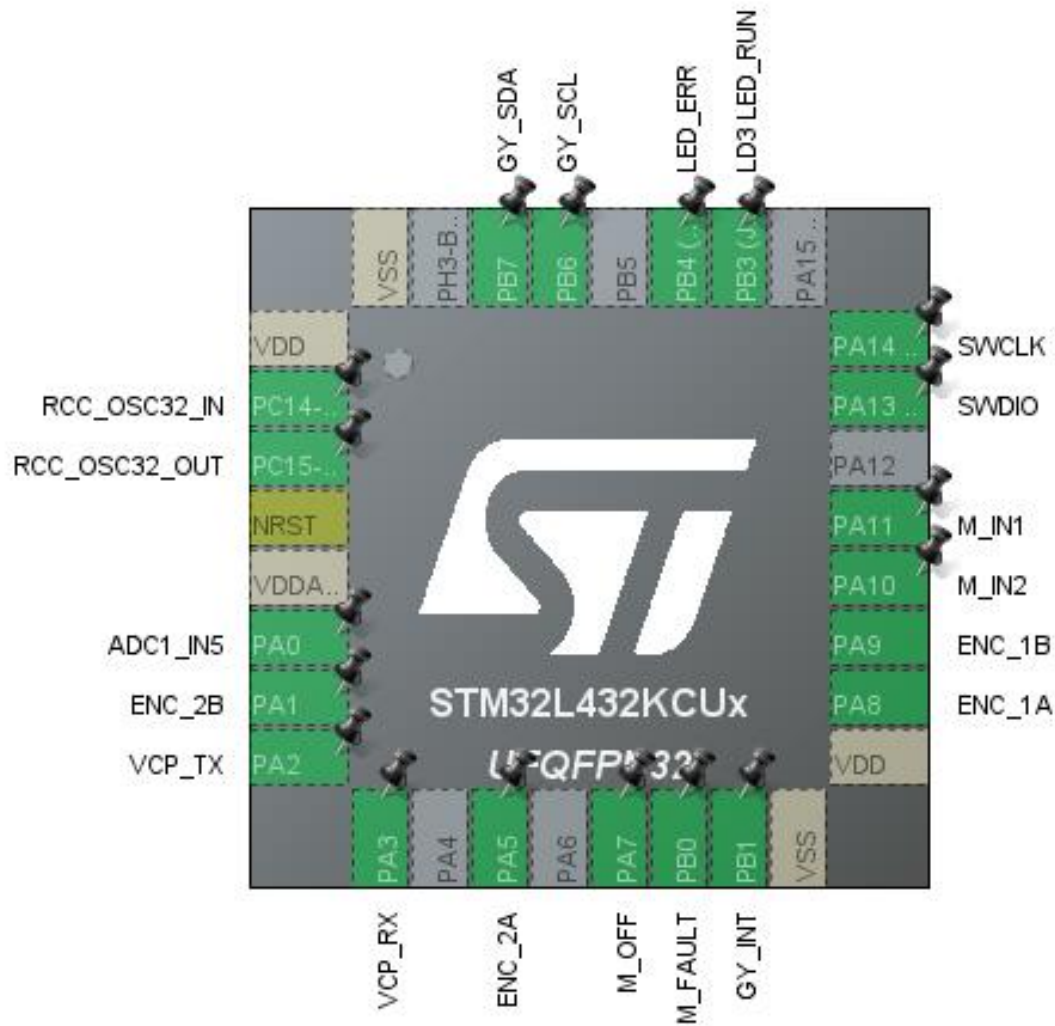 GY_SDA
GY_SCL
LED_ERR
LD3 LED_RUN
VSS
PH3-B...
PB7
PB6
PB5
PB4 (...
PB3 (J...
PA15 ...
VDD
RCC_OSC32_IN PC14-...
RCC_OSC32_OUT PC15-...
NRST
VDDA...
ADC1_IN5 PA0
ENC_2B PA1
VCP_TX PA2
PA14 ... SWCLK
PA13 ... SWDIO
PA12
PA11 M_IN1
PA10 M_IN2
PA9 ENC_1B
PA8 ENC_1A
VDD
ST
STM32L432KCUx
UFQFPN32
PA3
PA4
PA5
PA6
PA7
PB0
PB1
VSS
VCP_RX
ENC_2A
M_OFF
M_FAULT
GY_INT